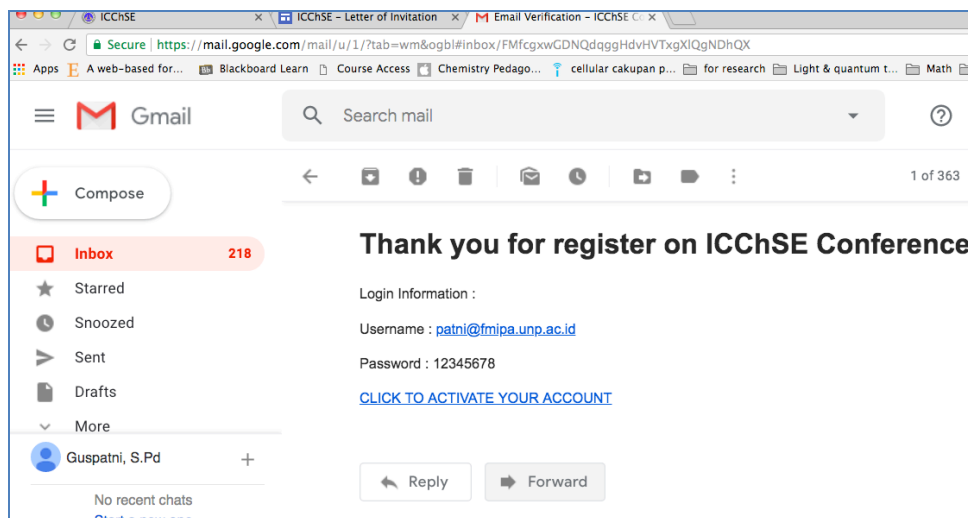 ICChSE
ICChSE - Letter of Invitation
Email Verification - ICChSE Co
Secure | https://mail.google.com/mail/u/1/?tab=wm&ogbl#inbox/FMfcgxwGDNQdqggHdvHVTxgXlQgNDhQX
Apps A web-based for... Bb Blackboard Learn Course Access Chemistry Pedago... cellular cakupan p... for research Light & quantum t... Math
Gmail
Search mail
Compose
1 of 363
Inbox 218
Starred
Snoozed
Sent
Drafts
More
Guspatni, S.Pd
No recent chats
Thank you for register on ICChSE Conference
Login Information :
Username : patni@fmipa.unp.ac.id
Password : 12345678
CLICK TO ACTIVATE YOUR ACCOUNT
Reply
Forward